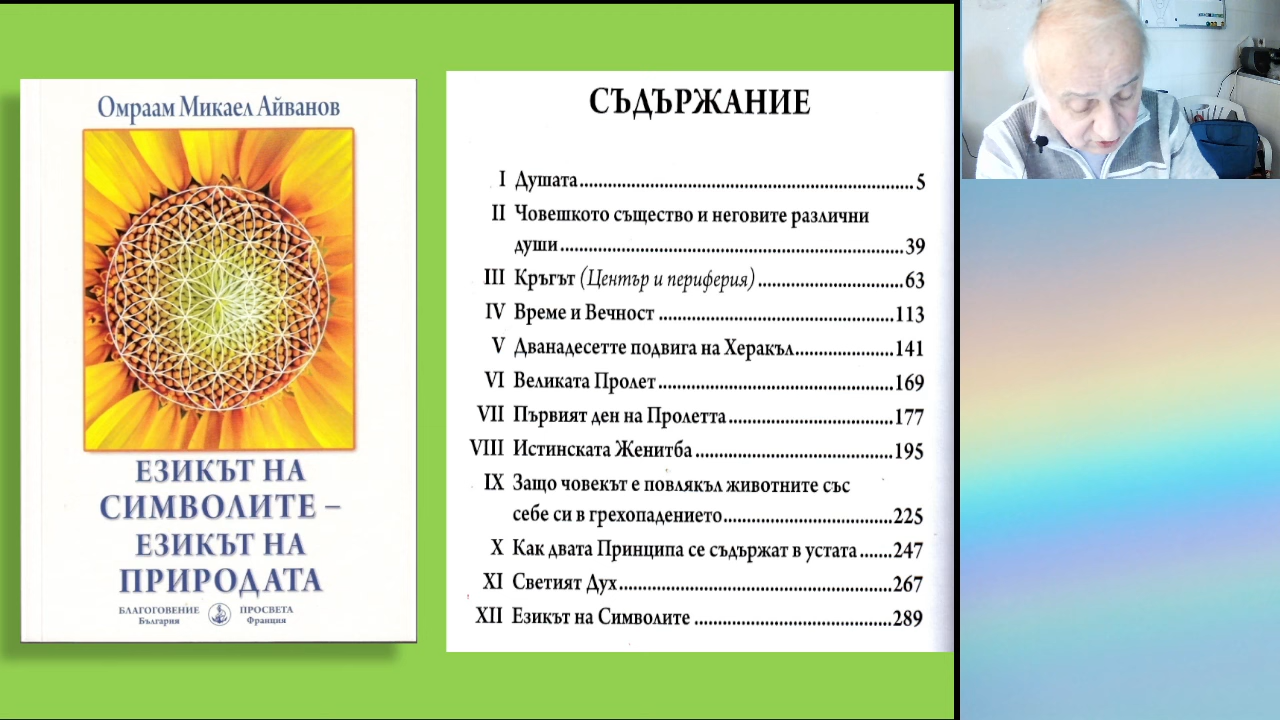 Омраам Микаел Айванов
ЕЗИКЪТ НА
СИМВОЛИТЕ –
ЕЗИКЪТ НА
ПРИРОДАТА
БЛАГОГОВЕНИЕ
България
ПРОСВЕТА
Франция
СЪДЪРЖАНИЕ
I Душата.......................................................................5
II Човешкото същество и неговите различни
души.......................................................................39
III Кръгът (Център и периферия)..............................63
IV Време и Вечност................................................113
V Дванадесетте подвига на Херакъл....................141
VI Великата Пролет................................................169
VII Първият ден на Пролетта..................................177
VIII Истинската Женитба.........................................195
IX Защо човекът е повлякъл животните със
себе си в грехопадението...................................225
X Как двата Принципа се съдържат в устата.......247
XI Светият Дух.......................................................267
XII Езикът на Символите.........................................289